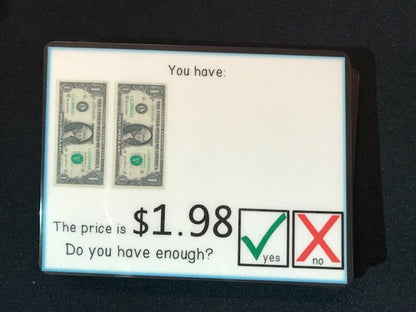 You have:
The price is $1.98
Do you have enough?
yes
no